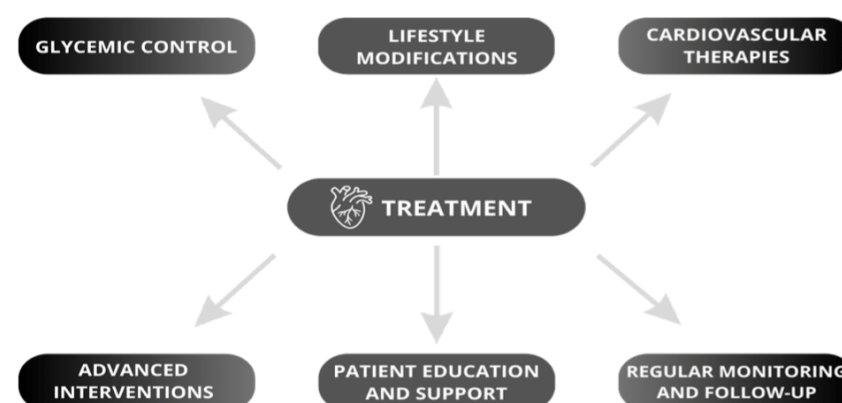 GLYCEMIC CONTROL
LIFESTYLE
MODIFICATIONS
CARDIOVASCULAR
THERAPIES
TREATMENT
ADVANCED
INTERVENTIONS
PATIENT EDUCATION
AND SUPPORT
REGULAR MONITORING
AND FOLLOW-UP